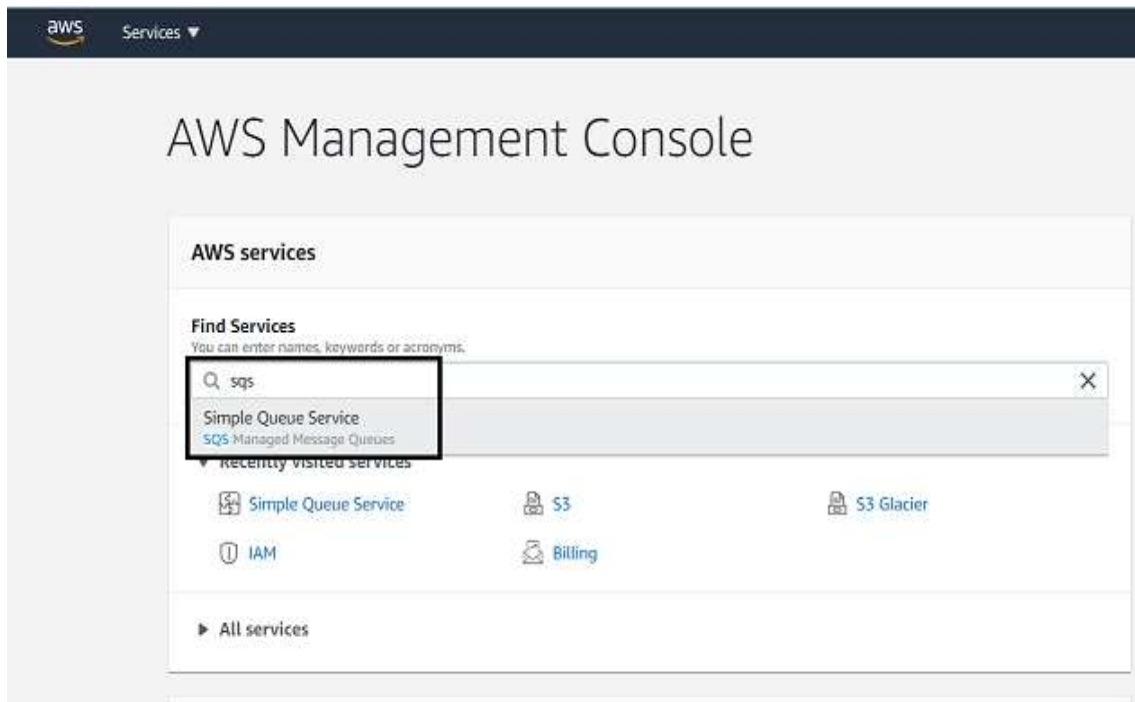 aws Services ▼
AWS Management Console
AWS services
Find Services
You can enter names, keywords or acronyms.
sqs
Simple Queue Service
SQS Managed Message Queues
Recently visited services
Simple Queue Service S3 S3 Glacier
IAM Billing
All services